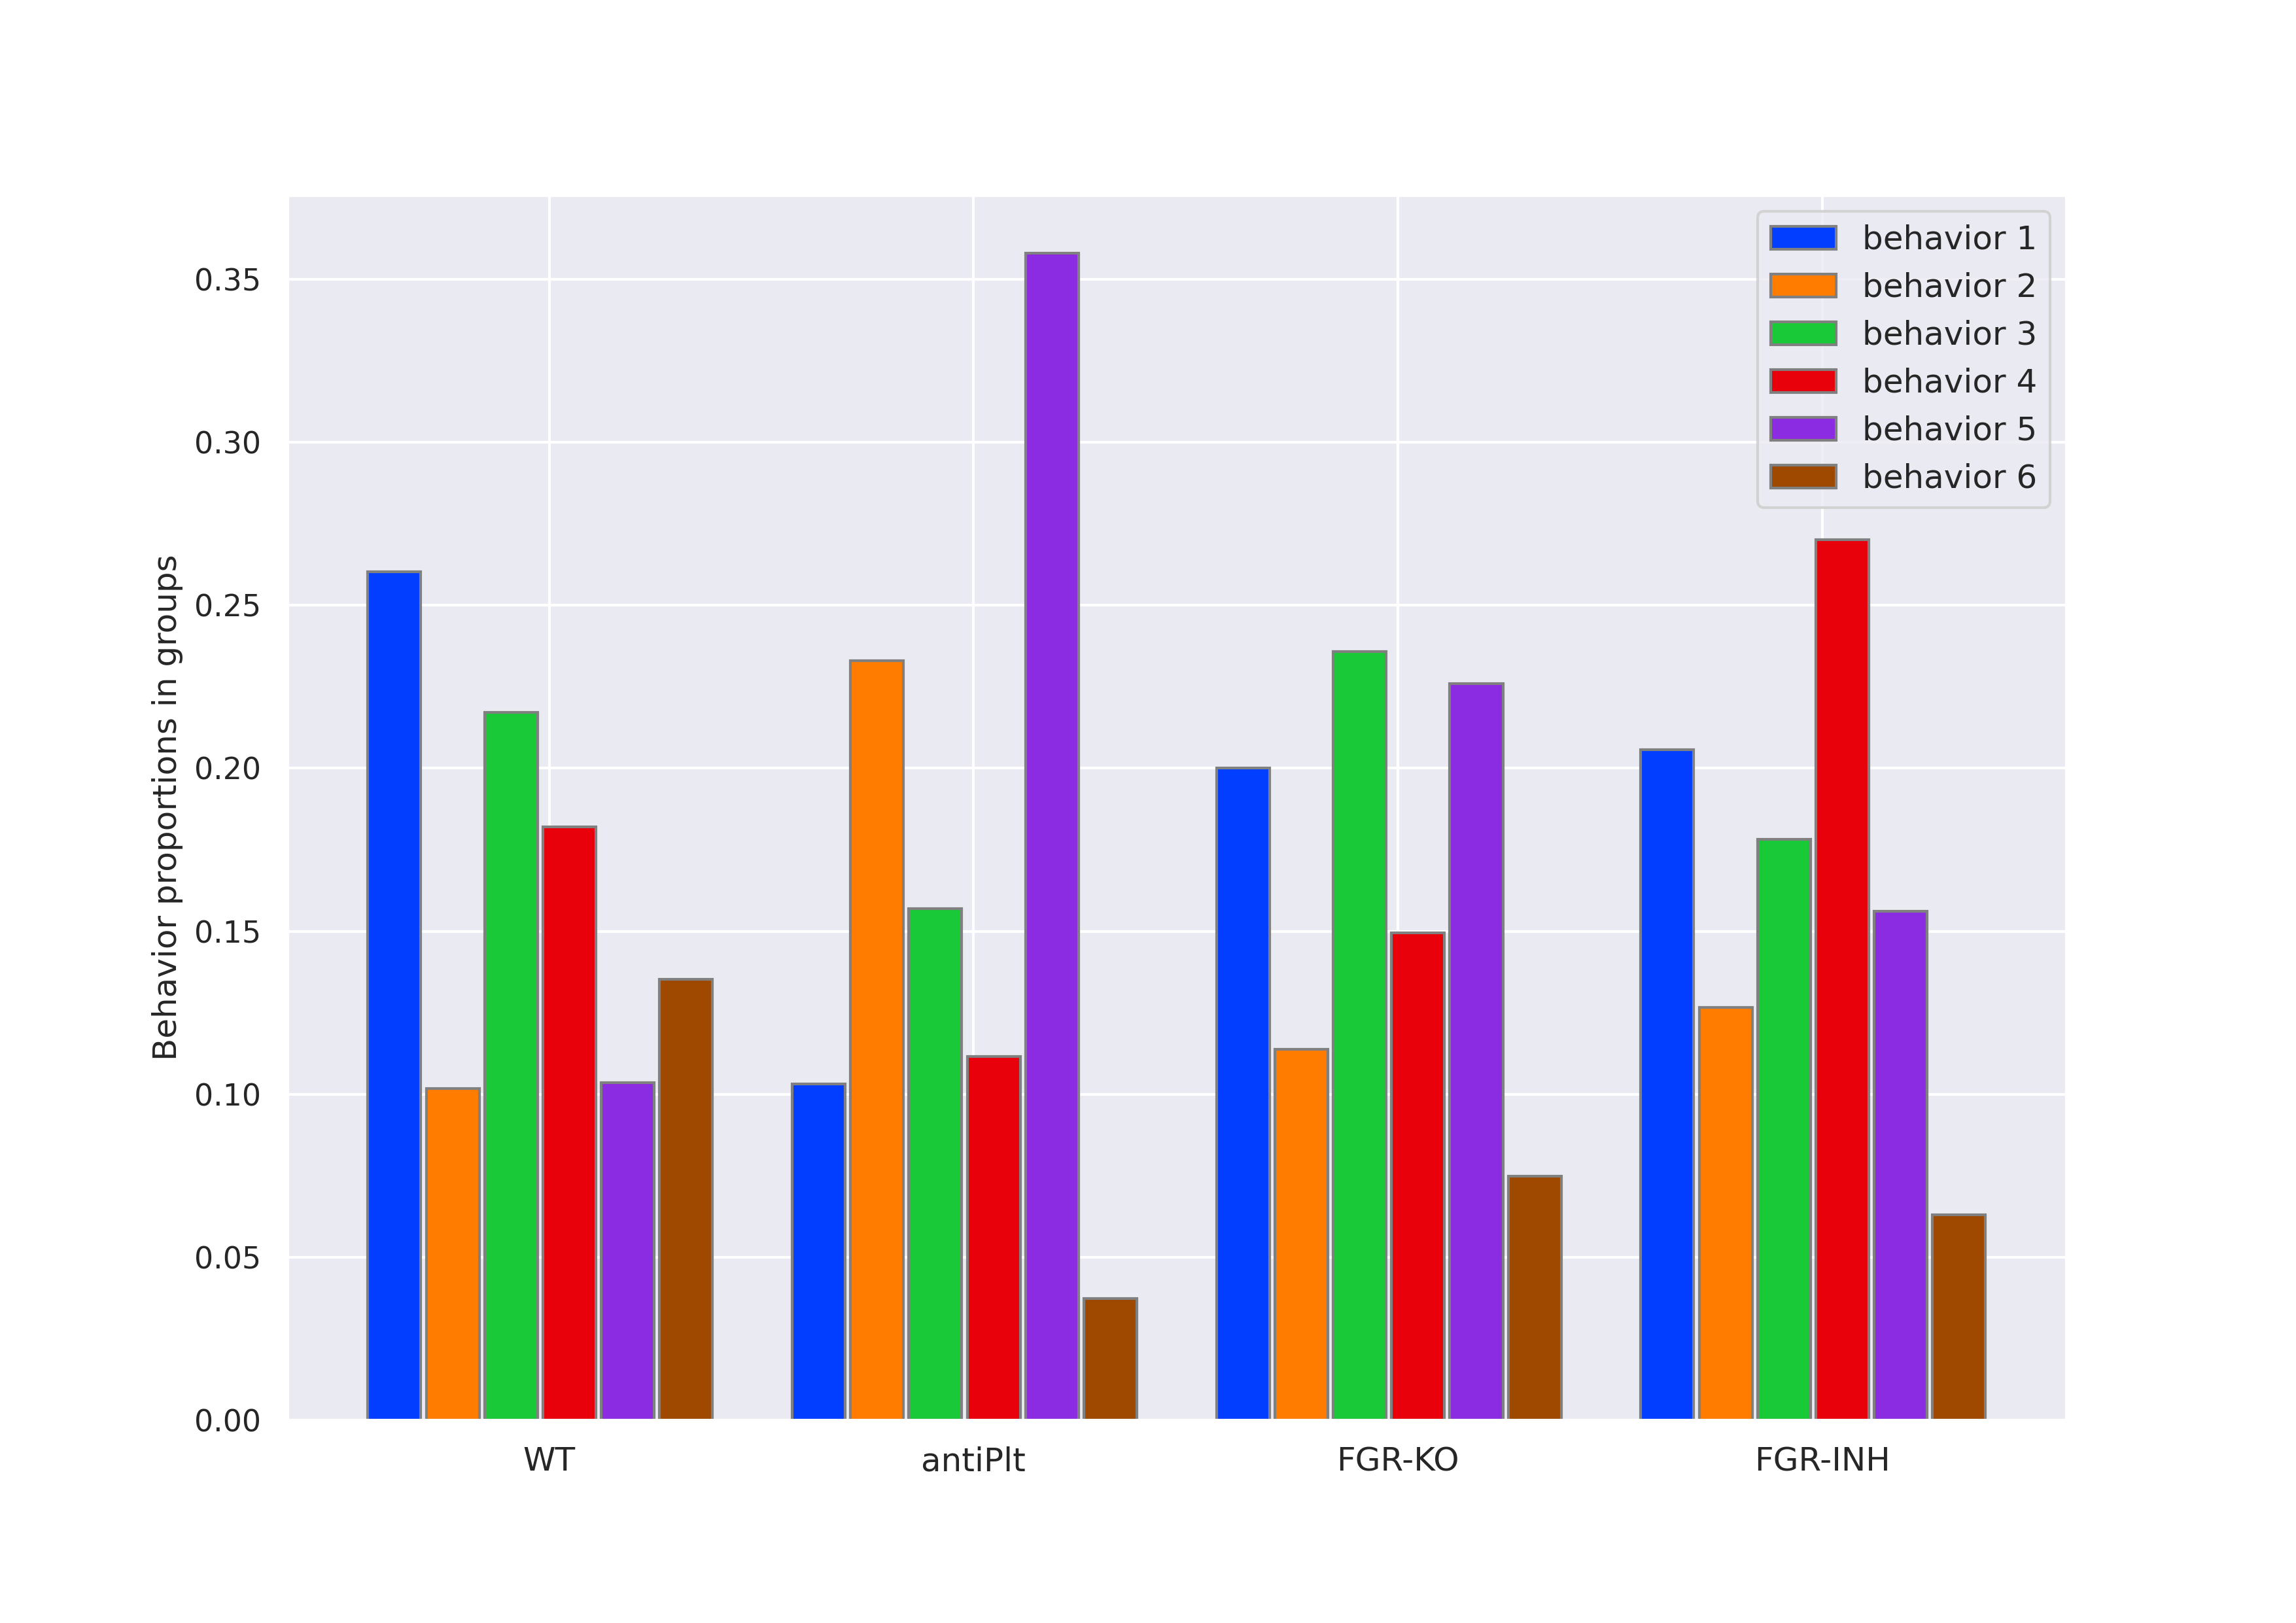 behavior 1
behavior 2
behavior 3
behavior 4
behavior 5
behavior 6
Behavior proportions in groups
0.35
0.30
0.25
0.20
0.15
0.10
0.05
0.00
WT antiPlt FGR-KO FGR-INH